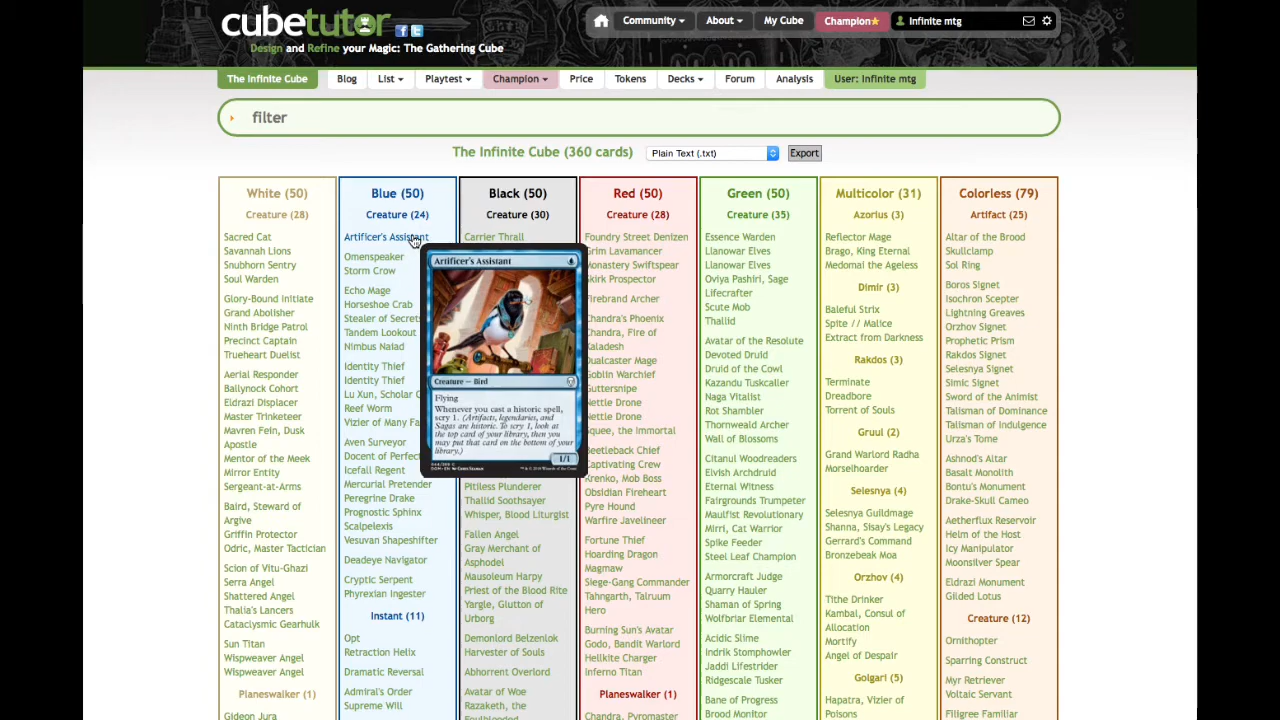 cubetutor
Design and Refine your Magic: The Gathering Cube
Community
About
My Cube
Champion
infinite mtg
The Infinite Cube
Blog
List
Playtest
Champion
Price
Tokens
Decks
Forum
Analysis
User: infinite mtg
filter
The Infinite Cube (360 cards)
Plain Text (.txt)
Export
White (50)
Creature (28)
Sacred Cat
Savannah Lions
Snubhorn Sentry
Soul Warden
Glory-Bound Initiate
Grand Abolisher
Ninth Bridge Patrol
Precinct Captain
Trueheart Duelist
Aerial Responder
Ballynock Cohort
Eldrazi Displacer
Master Trinketeer
Mavren Fein, Dusk
Apostle
Mentor of the Meek
Mirror Entity
Sergeant-at-Arms
Baird, Steward of
Argive
Griffin Protector
Odric, Master Tactician
Scion of Vitu-Ghazi
Serra Angel
Shattered Angel
Thalia's Lancers
Cataclysmic Gearhulk
Sun Titan
Wispweaver Angel
Wispweaver Angel
Planeswalker (1)
Gideon Jura
Blue (50)
Creature (24)
Artificer's Assistant
Omenspeaker
Storm Crow
Echo Mage
Horseshoe Crab
Stealer of Secrets
Tandem Lookout
Nimbus Naiad
Identity Thief
Identity Thief
Lu Xun, Scholar G
Reef Worm
Vizier of Many Fa
Aven Surveyor
Docent of Perfect
Icefall Regent
Mercurial Pretender
Peregrine Drake
Prognostic Sphinx
Scalpelexis
Vesuvan Shapeshifter
Deadeye Navigator
Cryptic Serpent
Phyrexian Ingester
Instant (11)
Opt
Retraction Helix
Dramatic Reversal
Admiral's Order
Supreme Will
Black (50)
Creature (30)
Carrier Thrall
Artificer's Assistant
Creature — Bird
Flying
Whenever you cast a historic spell,
scry 1. (Artifacts, legendaries, and
Sagas are historic. To scry 1, look at
the top card of your library, then you
may put that card on the bottom of your
library.)
1/1
Pitiless Plunderer
Thallid Soothsayer
Whisper, Blood Liturgist
Fallen Angel
Gray Merchant of
Asphodel
Mausoleum Harpy
Priest of the Blood Rite
Yargle, Glutton of
Urborg
Demonlord Belzenlok
Harvester of Souls
Abhorrent Overlord
Avatar of Woe
Razaketh, the
Foulblooded
Red (50)
Creature (28)
Foundry Street Denizen
Grim Lavamancer
Monastery Swiftspear
Skirk Prospector
Firebrand Archer
Chandra's Phoenix
Chandra, Fire of
Kaladesh
Dualcaster Mage
Goblin Warchief
Guttersnipe
Nettle Drone
Nettle Drone
Squee, the Immortal
Beetleback Chief
Captivating Crew
Krenko, Mob Boss
Obsidian Fireheart
Pyre Hound
Warfire Javelineer
Fortune Thief
Hoarding Dragon
Magmaw
Siege-Gang Commander
Tahngarth, Talruum
Hero
Burning Sun's Avatar
Godo, Bandit Warlord
Hellkite Charger
Inferno Titan
Planeswalker (1)
Chandra, Pyromaster
Green (50)
Creature (35)
Essence Warden
Llanowar Elves
Llanowar Elves
Oviya Pashiri, Sage
Lifecrafter
Scute Mob
Thallid
Avatar of the Resolute
Devoted Druid
Druid of the Cowl
Kazandu Tuskcaller
Naga Vitalist
Rot Shambler
Thornweald Archer
Wall of Blossoms
Citanul Woodreaders
Elvish Archdruid
Eternal Witness
Fairgrounds Trumpeter
Maulfist Revolutionary
Mirri, Cat Warrior
Spike Feeder
Steel Leaf Champion
Armorcraft Judge
Quarry Hauler
Shaman of Spring
Wolfbriar Elemental
Acidic Slime
Indrik Stomphowler
Jaddi Lifestrider
Ridgescale Tusker
Bane of Progress
Brood Monitor
Multicolor (31)
Azorius (3)
Reflector Mage
Brago, King Eternal
Medomai the Ageless
Dimir (3)
Baleful Strix
Spite // Malice
Extract from Darkness
Rakdos (3)
Terminate
Dreadbore
Torrent of Souls
Gruul (2)
Grand Warlord Radha
Morselhoarder
Selesnya (4)
Selesnya Guildmage
Shanna, Sisay's Legacy
Gerrard's Command
Bronzebeak Moa
Orzhov (4)
Tithe Drinker
Kambal, Consul of
Allocation
Mortify
Angel of Despair
Golgari (5)
Hapatra, Vizier of
Poisons
Colorless (79)
Artifact (25)
Altar of the Brood
Skullclamp
Sol Ring
Boros Signet
Isochron Scepter
Lightning Greaves
Orzhov Signet
Prophetic Prism
Rakdos Signet
Selesnya Signet
Simic Signet
Sword of the Animist
Talisman of Dominance
Talisman of Indulgence
Urza's Tome
Ashnod's Altar
Basalt Monolith
Bontu's Monument
Drake-Skull Cameo
Aetherflux Reservoir
Helm of the Host
Icy Manipulator
Moonsilver Spear
Eldrazi Monument
Gilded Lotus
Creature (12)
Ornithopter
Sparring Construct
Myr Retriever
Voltaic Servant
Filigree Familiar